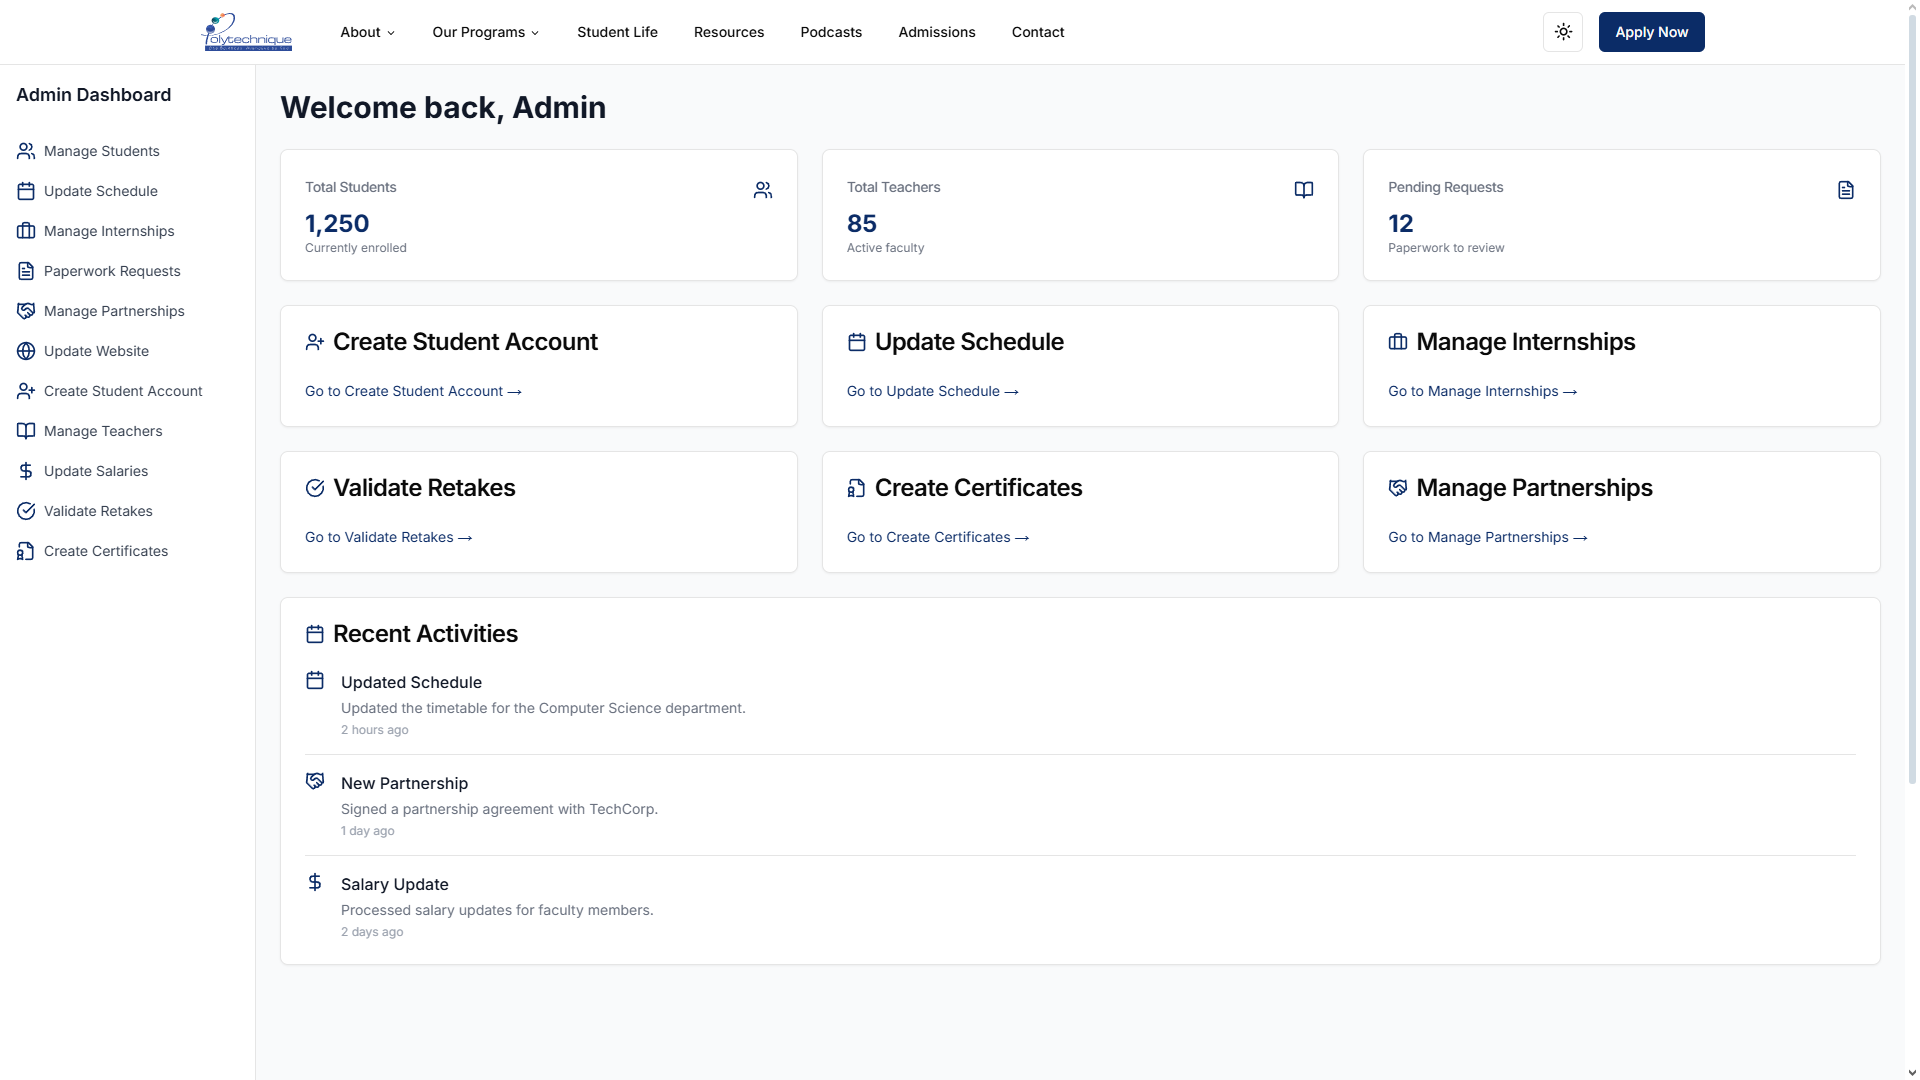 Polytechnique
About
Our Programs
Student Life
Resources
Podcasts
Admissions
Contact
Apply Now
Admin Dashboard
Manage Students
Update Schedule
Manage Internships
Paperwork Requests
Manage Partnerships
Update Website
Create Student Account
Manage Teachers
Update Salaries
Validate Retakes
Create Certificates
Welcome back, Admin
Total Students
1,250
Currently enrolled
Total Teachers
85
Active faculty
Pending Requests
12
Paperwork to review
Create Student Account
Go to Create Student Account →
Update Schedule
Go to Update Schedule →
Manage Internships
Go to Manage Internships →
Validate Retakes
Go to Validate Retakes →
Create Certificates
Go to Create Certificates →
Manage Partnerships
Go to Manage Partnerships →
Recent Activities
Updated Schedule
Updated the timetable for the Computer Science department.
2 hours ago
New Partnership
Signed a partnership agreement with TechCorp.
1 day ago
Salary Update
Processed salary updates for faculty members.
2 days ago